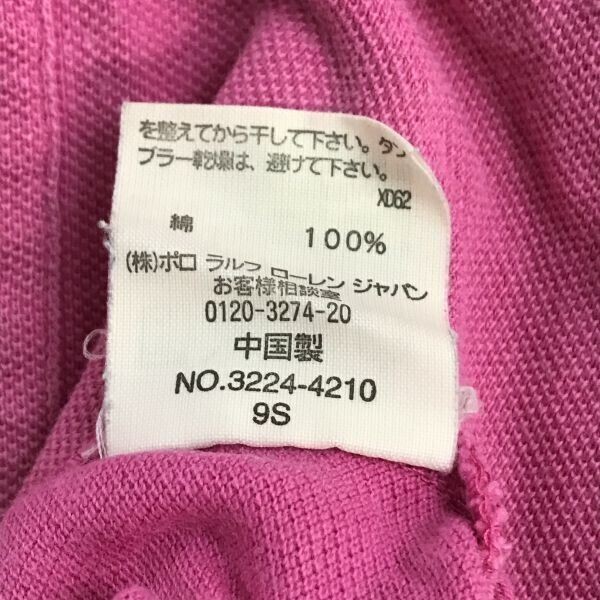 を整えてから干して下さい。タン
ブラー乾燥は、避けて下さい。
XD62
綿 100%
(株)ポロ ラルフ ローレン ジャパン
お客様相談室
0120-3274-20
中国製
NO.3224-4210
9S